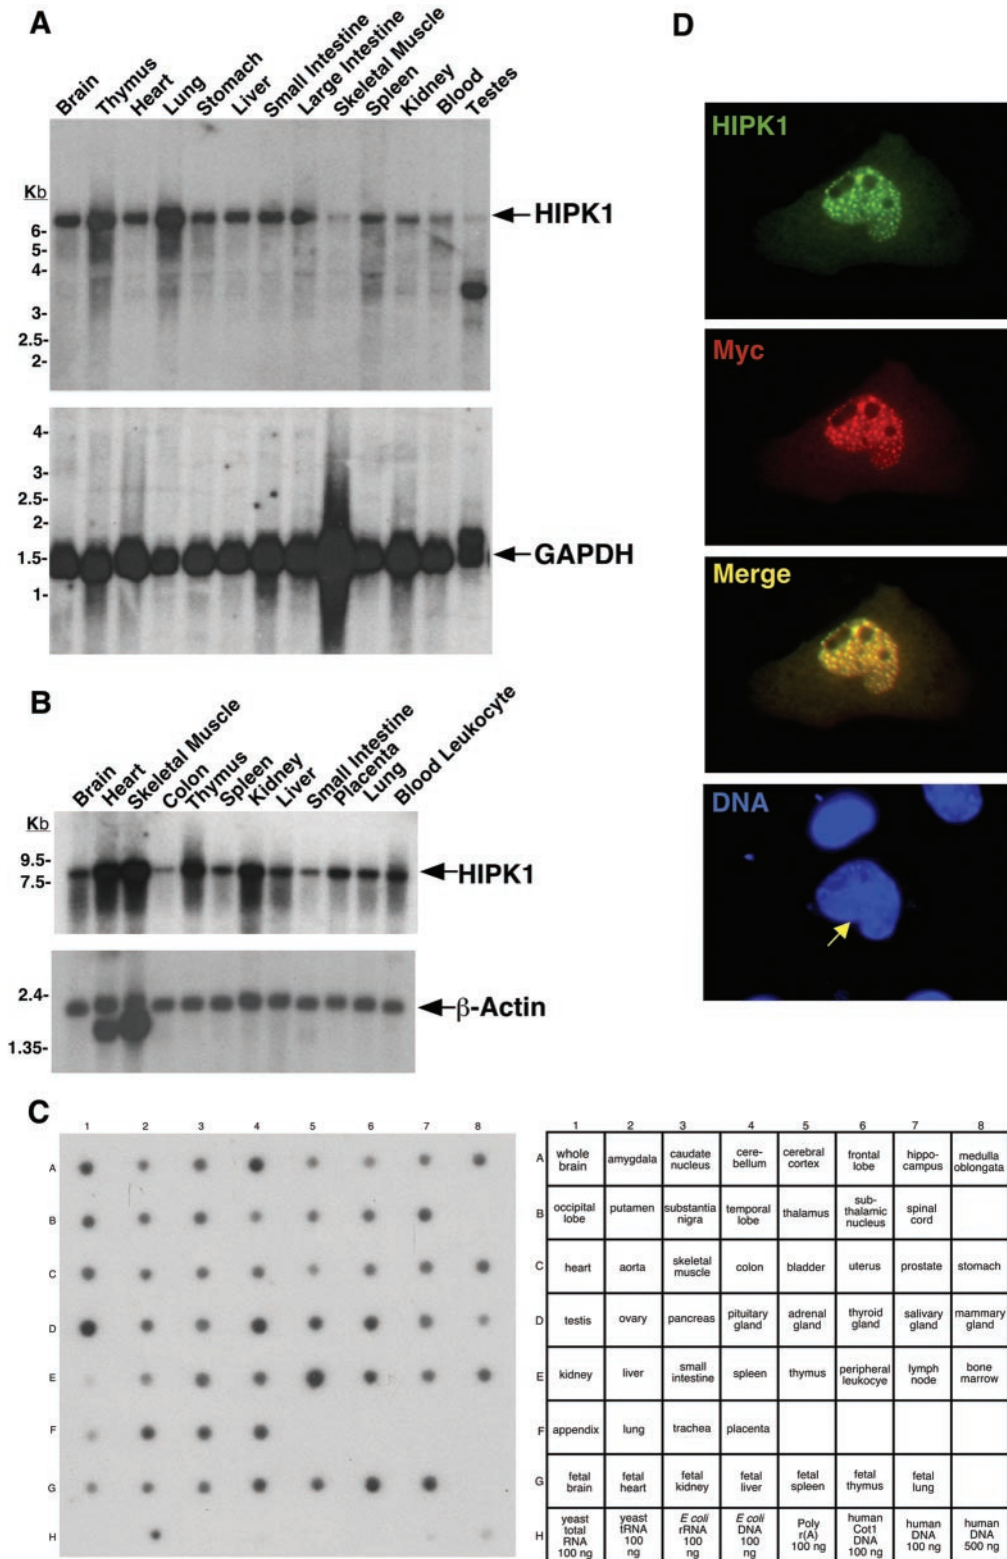 A
Brain
Thymus
Heart
Lung
Stomach
Liver
Small Intestine
Large Intestine
Skeletal Muscle
Spleen
Kidney
Blood
Testes
Kb
6-
5-
4-
3-
2.5-
2-
HIPK1
4-
3-
2.5-
2-
1.5-
1-
GAPDH
B
Brain
Heart
Skeletal Muscle
Colon
Thymus
Spleen
Kidney
Liver
Small Intestine
Placenta
Lung
Blood Leukocyte
Kb
9.5-
7.5-
HIPK1
2.4-
1.35-
β-Actin
D
HIPK1
Myc
Merge
DNA
C
1 2 3 4 5 6 7 8
A
B
C
D
E
F
G
H
1 2 3 4 5 6 7 8
A
whole
brain
amygdala
caudate
nucleus
cere-
bellum
cerebral
cortex
frontal
lobe
hippo-
campus
medulla
oblongata
B
occipital
lobe
putamen
substantia
nigra
temporal
lobe
thalamus
sub-
thalamic
nucleus
spinal
cord
C
heart
aorta
skeletal
muscle
colon
bladder
uterus
prostate
stomach
D
testis
ovary
pancreas
pituitary
gland
adrenal
gland
thyroid
gland
salivary
gland
mammary
gland
E
kidney
liver
small
intestine
spleen
thymus
peripheral
leukocye
lymph
node
bone
marrow
F
appendix
lung
trachea
placenta
G
fetal
brain
fetal
heart
fetal
kidney
fetal
liver
fetal
spleen
fetal
thymus
fetal
lung
H
yeast
total
RNA
100 ng
yeast
tRNA
100
ng
E coli
rRNA
100
ng
E coli
DNA
100
ng
Poly
r(A)
100 ng
human
Cot1
DNA
100 ng
human
DNA
100 ng
human
DNA
500 ng